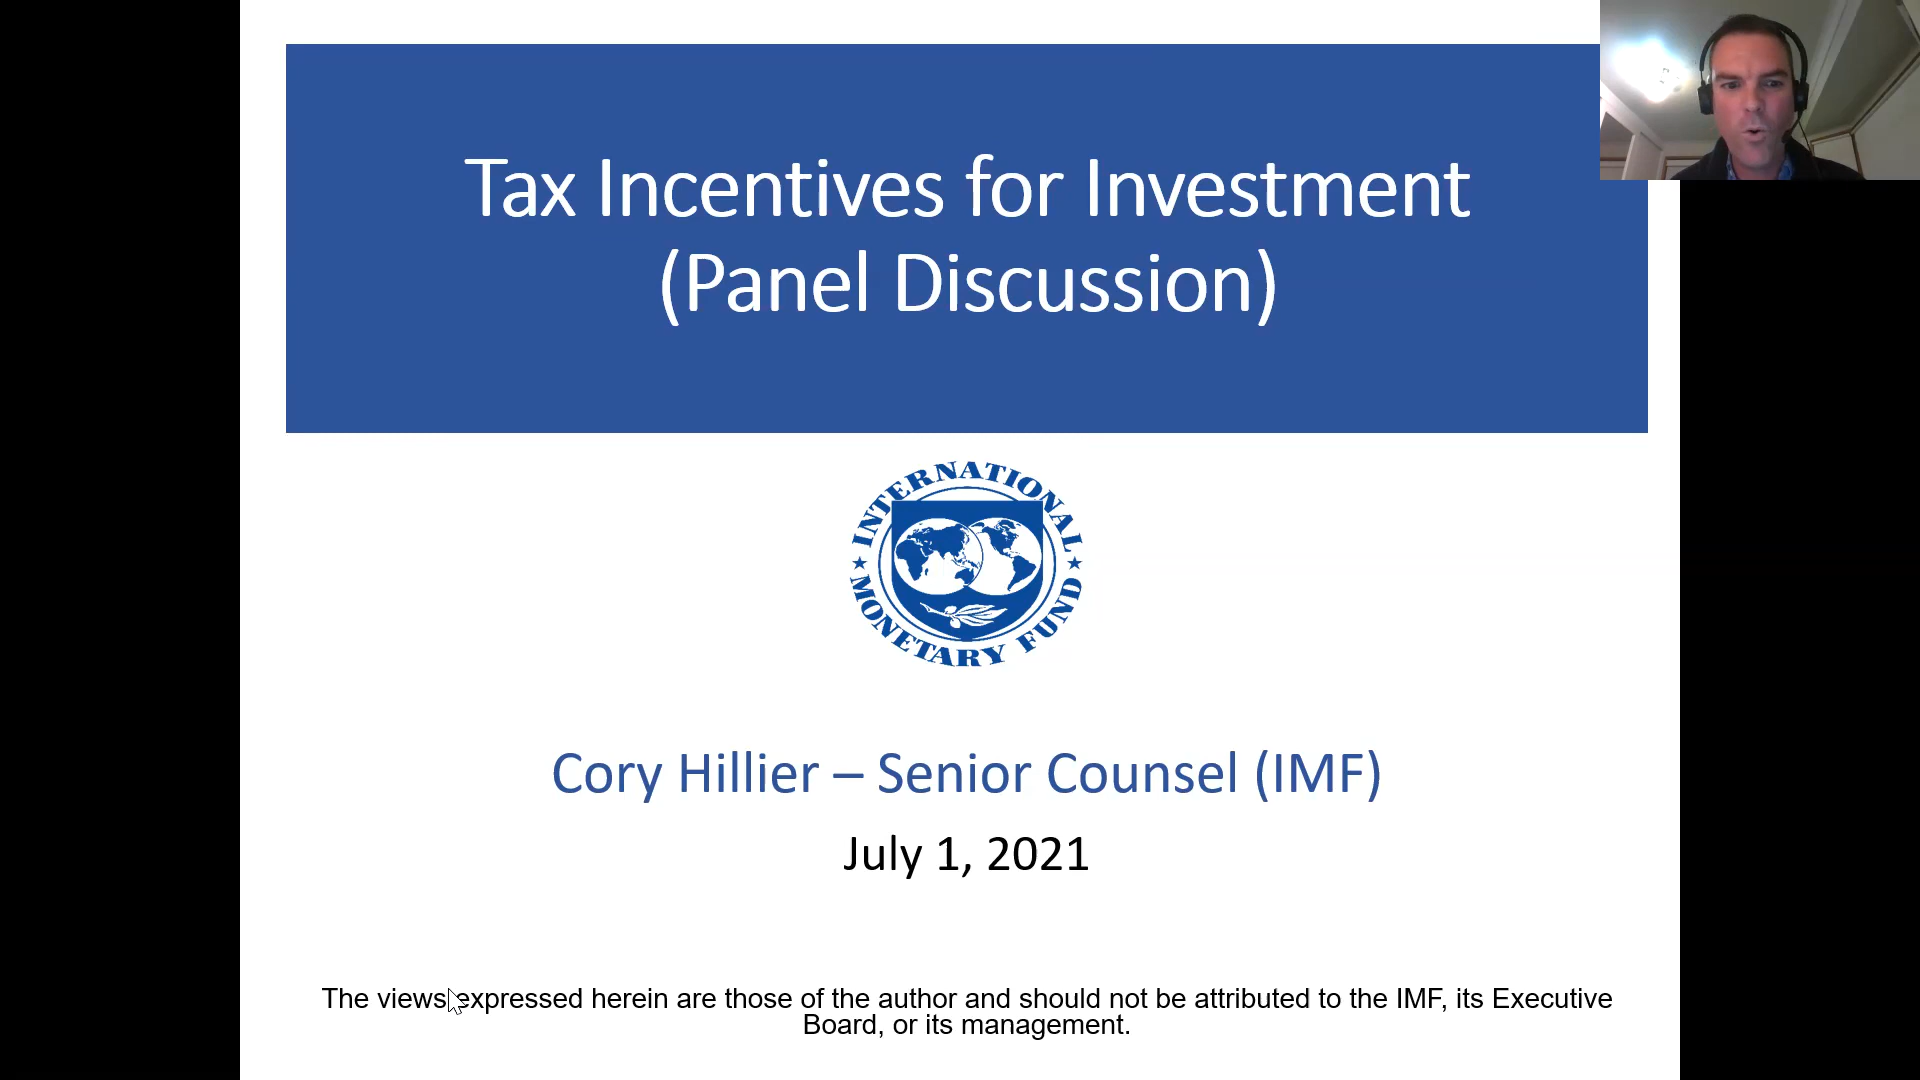 Tax Incentives for Investment
(Panel Discussion)
INTERNATIONAL
MONETARY FUND
Cory Hillier – Senior Counsel (IMF)
July 1, 2021
The views expressed herein are those of the author and should not be attributed to the IMF, its Executive
Board, or its management.